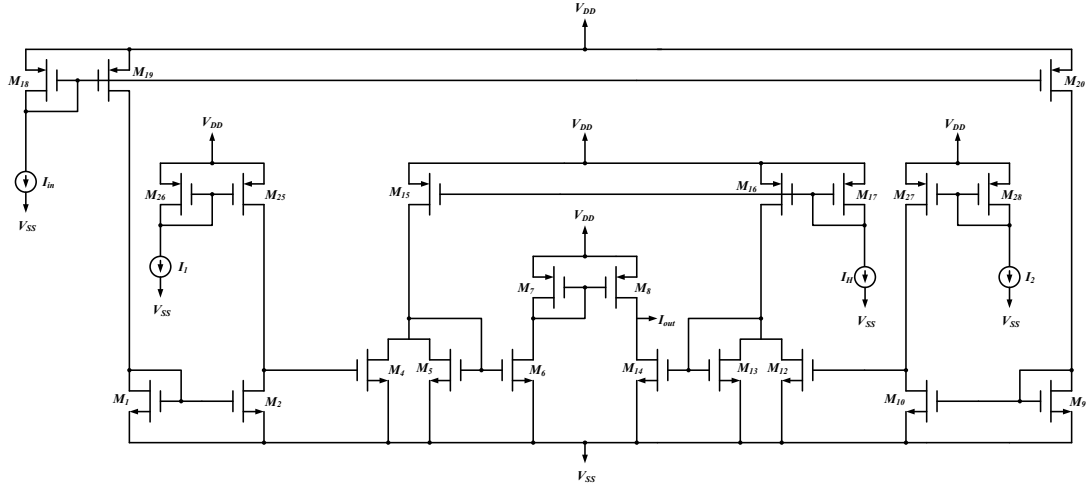 VDD
M18
M19
M20
VDD
VDD
VDD
Iin
M26
M25
M15
M16
M17
M27
M28
VSS
VDD
I1
IH
I2
M7
M8
VSS
VSS
VSS
Iout
M4
M5
M6
M14
M13
M12
M1
M2
M10
M9
VSS